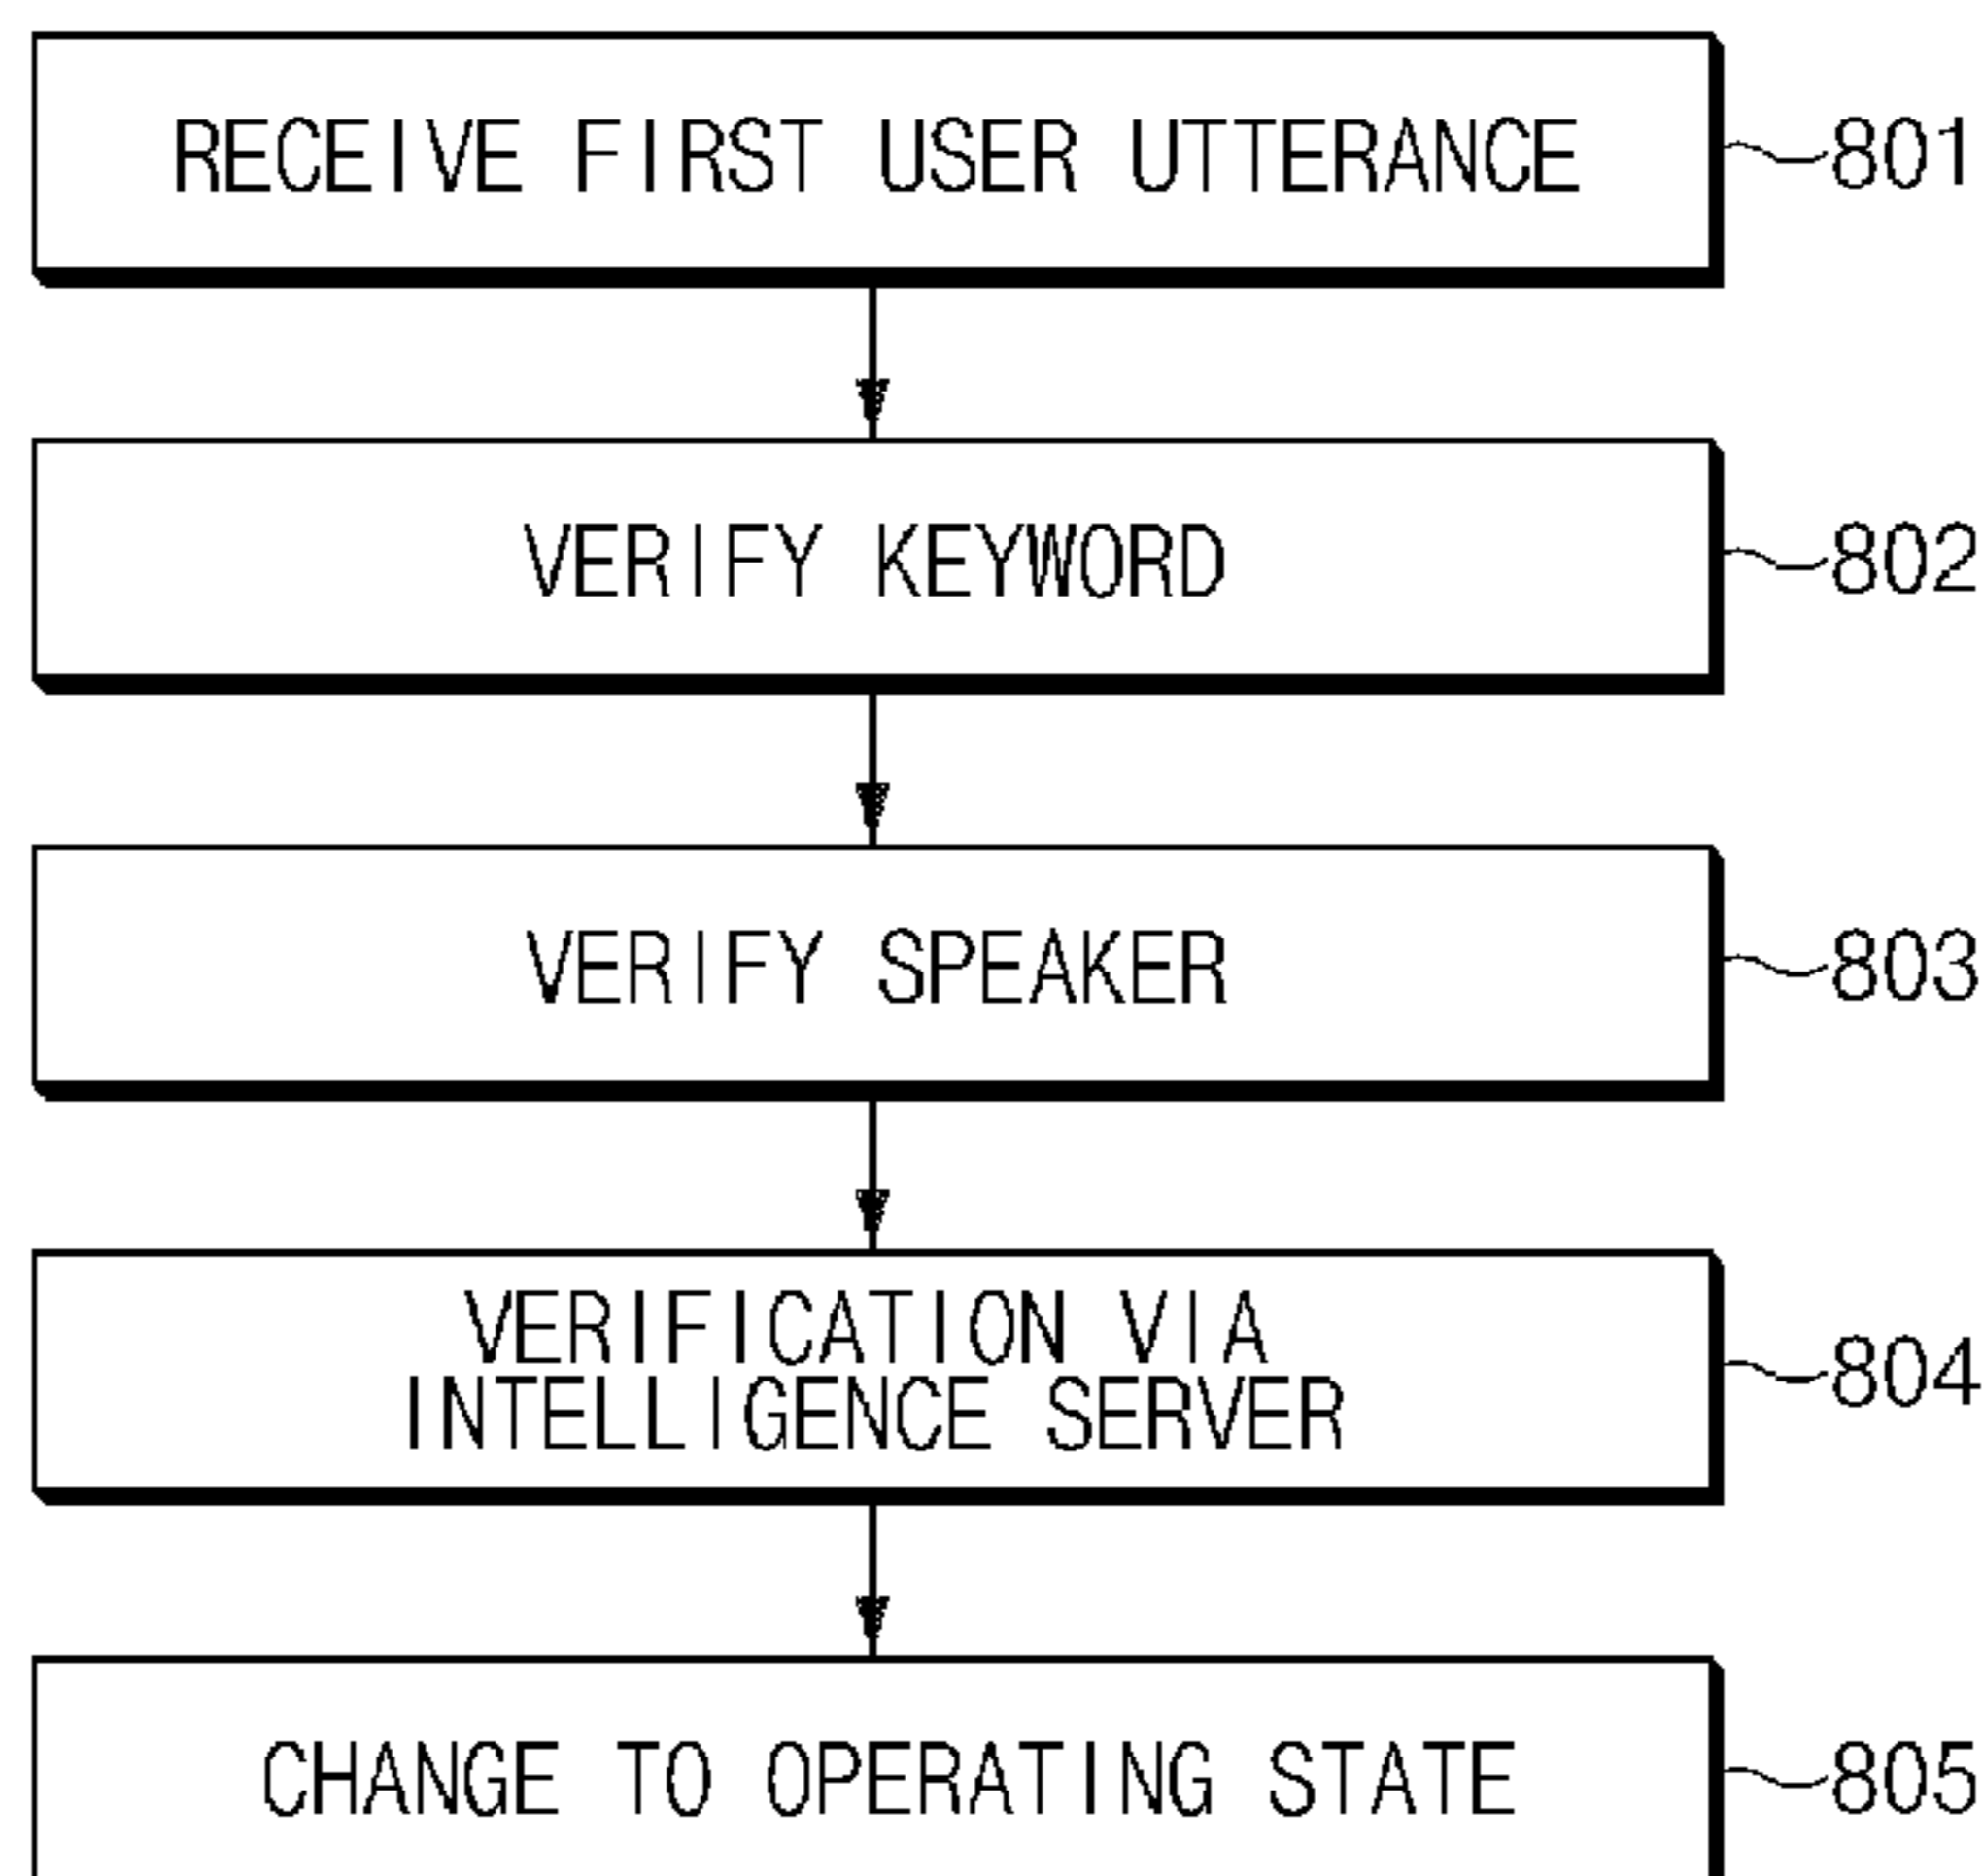 RECEIVE FIRST USER UTTERANCE 801
VERIFY KEYWORD 802
VERIFY SPEAKER 803
VERIFICATION VIA
INTELLIGENCE SERVER 804
CHANGE TO OPERATING STATE 805